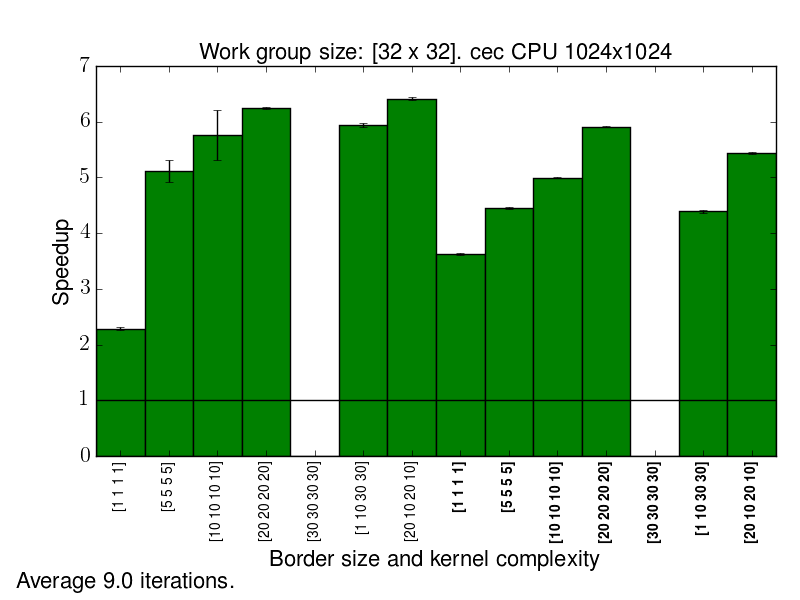 Work group size: [32 x 32]. cec CPU 1024x1024
7
6
5
4
3
2
1
0
Speedup
[1 1 1 1]
[5 5 5 5]
[10 10 10 10]
[20 20 20 20]
[30 30 30 30]
[1 10 30 30]
[20 10 20 10]
[1 1 1 1]
[5 5 5 5]
[10 10 10 10]
[20 20 20 20]
[30 30 30 30]
[1 10 30 30]
[20 10 20 10]
Border size and kernel complexity
Average 9.0 iterations.